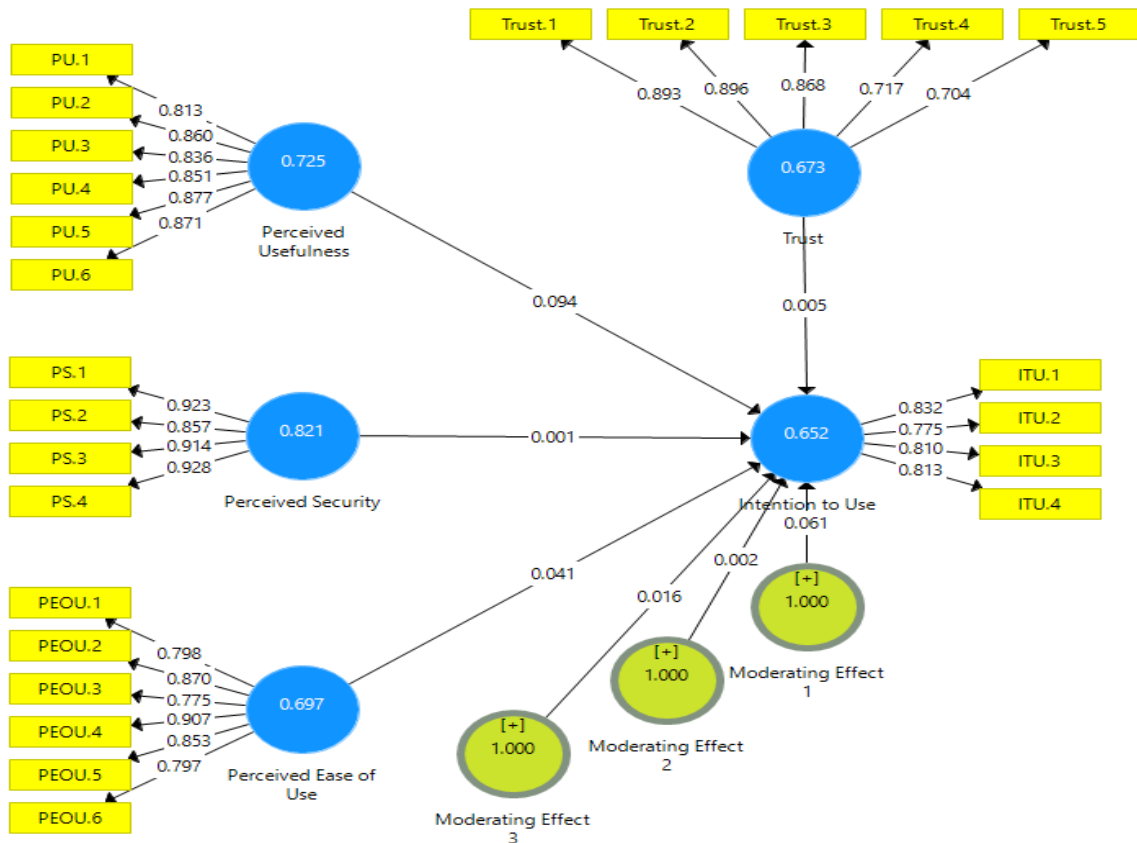 Trust.1 Trust.2 Trust.3 Trust.4 Trust.5
0.893 0.896 0.868 0.717 0.704
0.673
Trust
0.005
PU.1
PU.2
PU.3
PU.4
PU.5
PU.6
0.813
0.860
0.836
0.851
0.877
0.871
0.725
Perceived
Usefulness
0.094
PS.1
PS.2
PS.3
PS.4
0.923
0.857
0.914
0.928
0.821
Perceived Security
0.001
PEOU.1
PEOU.2
PEOU.3
PEOU.4
PEOU.5
PEOU.6
0.798
0.870
0.775
0.907
0.853
0.797
0.697
Perceived Ease of
Use
0.041
0.652
Intention to Use
0.832
0.775
0.810
0.813
ITU.1
ITU.2
ITU.3
ITU.4
0.061
[+]
1.000
Moderating Effect
1
0.002
[+]
1.000
Moderating Effect
2
0.016
[+]
1.000
Moderating Effect
3